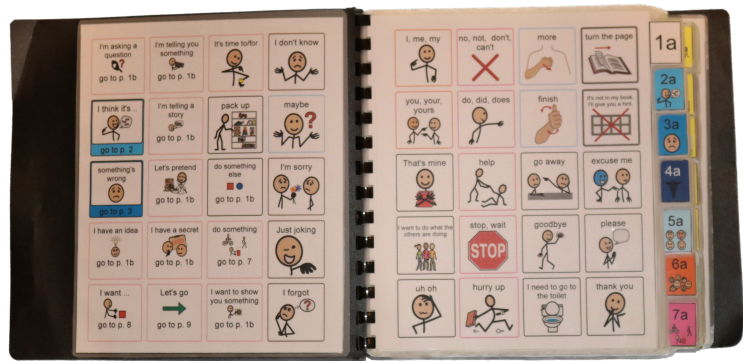 I'm asking a
question
go to p. 1b
I'm telling you
something
go to p. 1b
It's time to/for
go to p. 1b
I don't know
I think it's ..
go to p. 2
I'm telling a
story
go to p. 1b
pack up
maybe
something's
wrong
go to p. 3
Let's pretend
go to p. 1b
do something
else
go to p. 1b
I'm sorry
I have an idea
go to p. 1b
I have a secret
go to p. 1b
do something
go to p. 7
Just joking
I want ...
go to p. 8
Let's go
go to p. 9
I want to show
you something
go to p. 1b
I forgot
I, me, my
no, not, don't,
can't
more
turn the page
you, your,
yours
do, did, does
finish
It's not in my book,
I'll give you a hint.
That's mine
help
go away
excuse me
I want to do what the
others are doing
stop, wait
STOP
goodbye
please
uh oh
hurry up
I need to go to
the toilet
thank you
1a
2a
3a
4a
5a
6a
7a